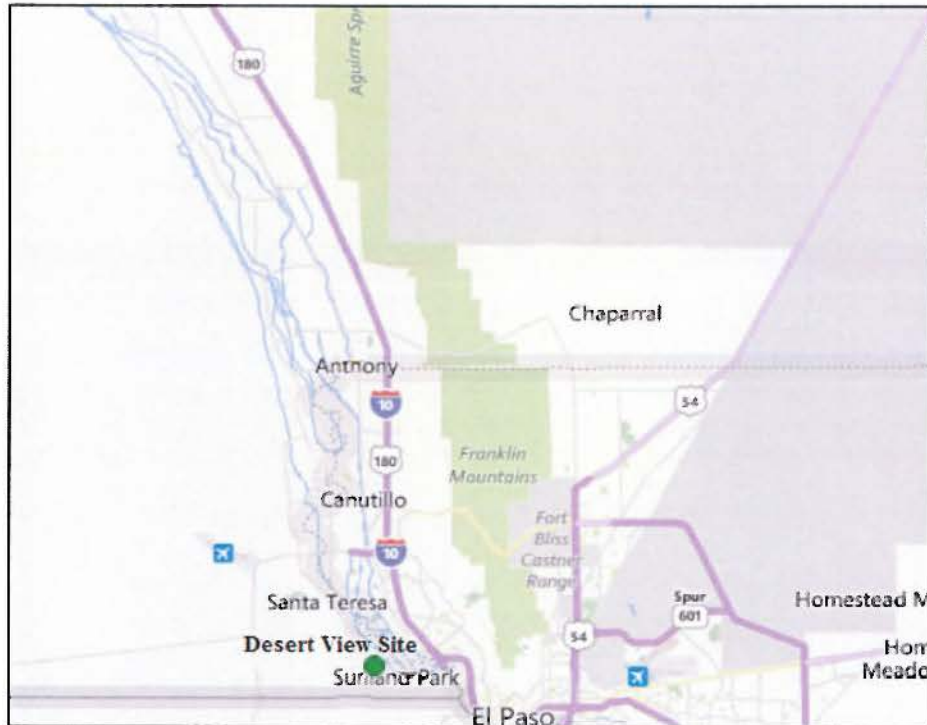 180
Aguirre Spr
Chaparral
Anthony
10
54
180
Franklin
Mountains
Canutillo
Fort
Bliss
Castner
Range
10
Spur
601
Santa Teresa
Homestead M
54
Desert View Site
Hom
Meado
Sunland Park
El Paso